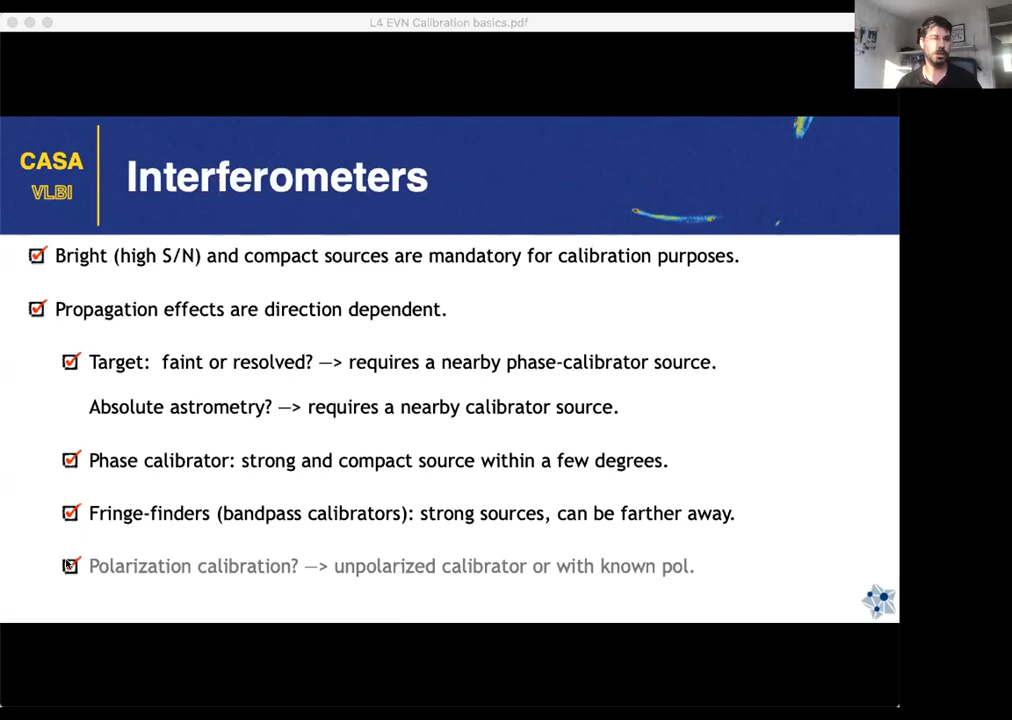 L4 EVN Calibration basics.pdf
CASA
VLBI
Interferometers
Bright (high S/N) and compact sources are mandatory for calibration purposes.
Propagation effects are direction dependent.
Target: faint or resolved? —> requires a nearby phase-calibrator source.
Absolute astrometry? —> requires a nearby calibrator source.
Phase calibrator: strong and compact source within a few degrees.
Fringe-finders (bandpass calibrators): strong sources, can be farther away.
Polarization calibration? —> unpolarized calibrator or with known pol.